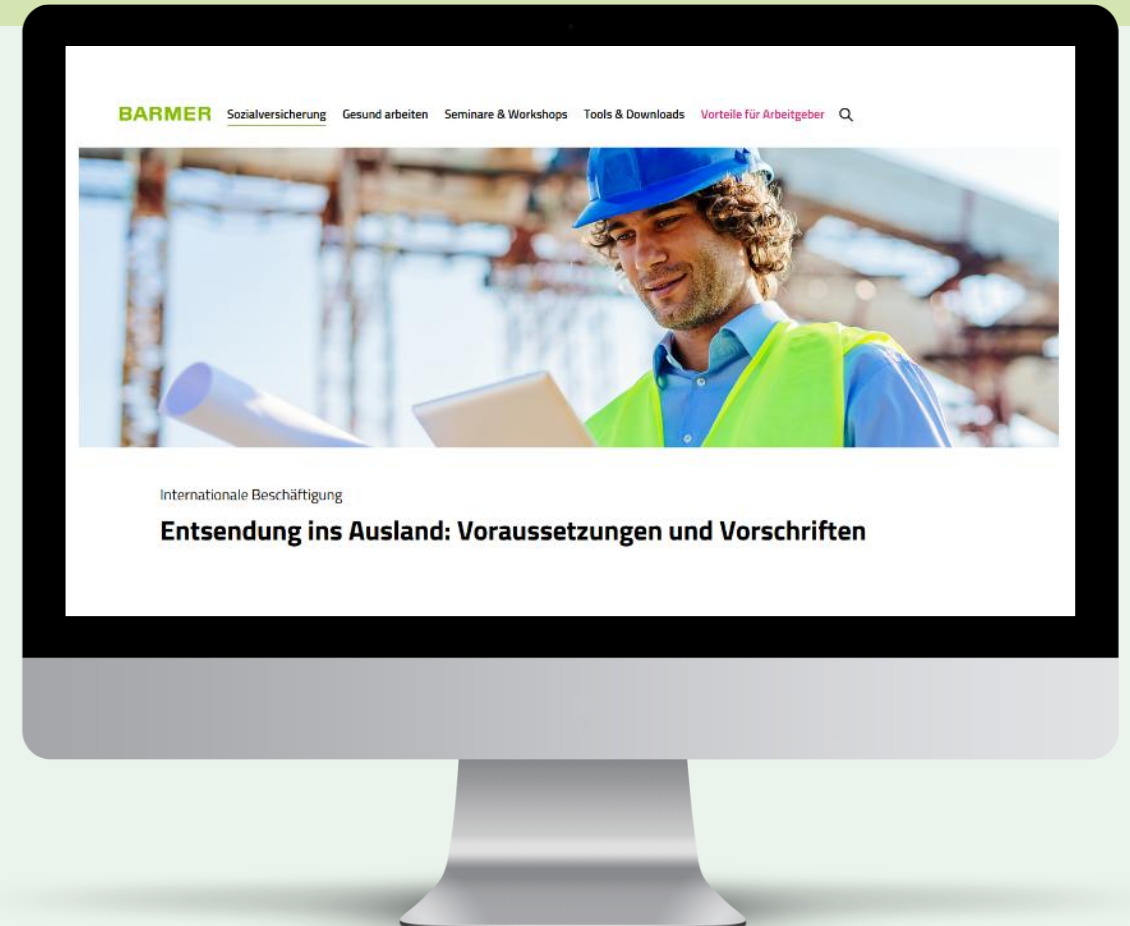 BARMER Sozialversicherung Gesund arbeiten Seminare & Workshops Tools & Downloads Vorteile für Arbeitgeber
Internationale Beschäftigung
Entsendung ins Ausland: Voraussetzungen und Vorschriften